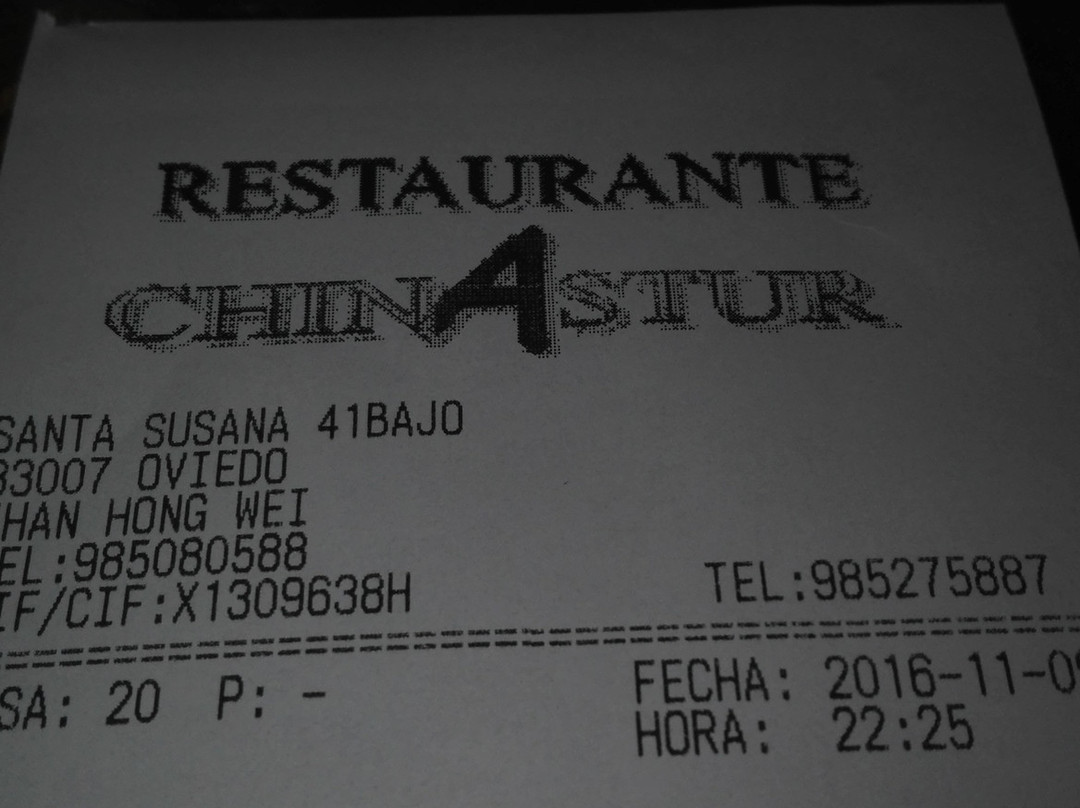 RESTAURANTE
CHINASTUR
SANTA SUSANA 41BAJO
33007 OVIEDO
HAN HONG WEI
EL:985080588
TEL:985275887
IF/CIF:X1309638H
SA: 20 P: -
FECHA: 2016-11-09
HORA: 22:25